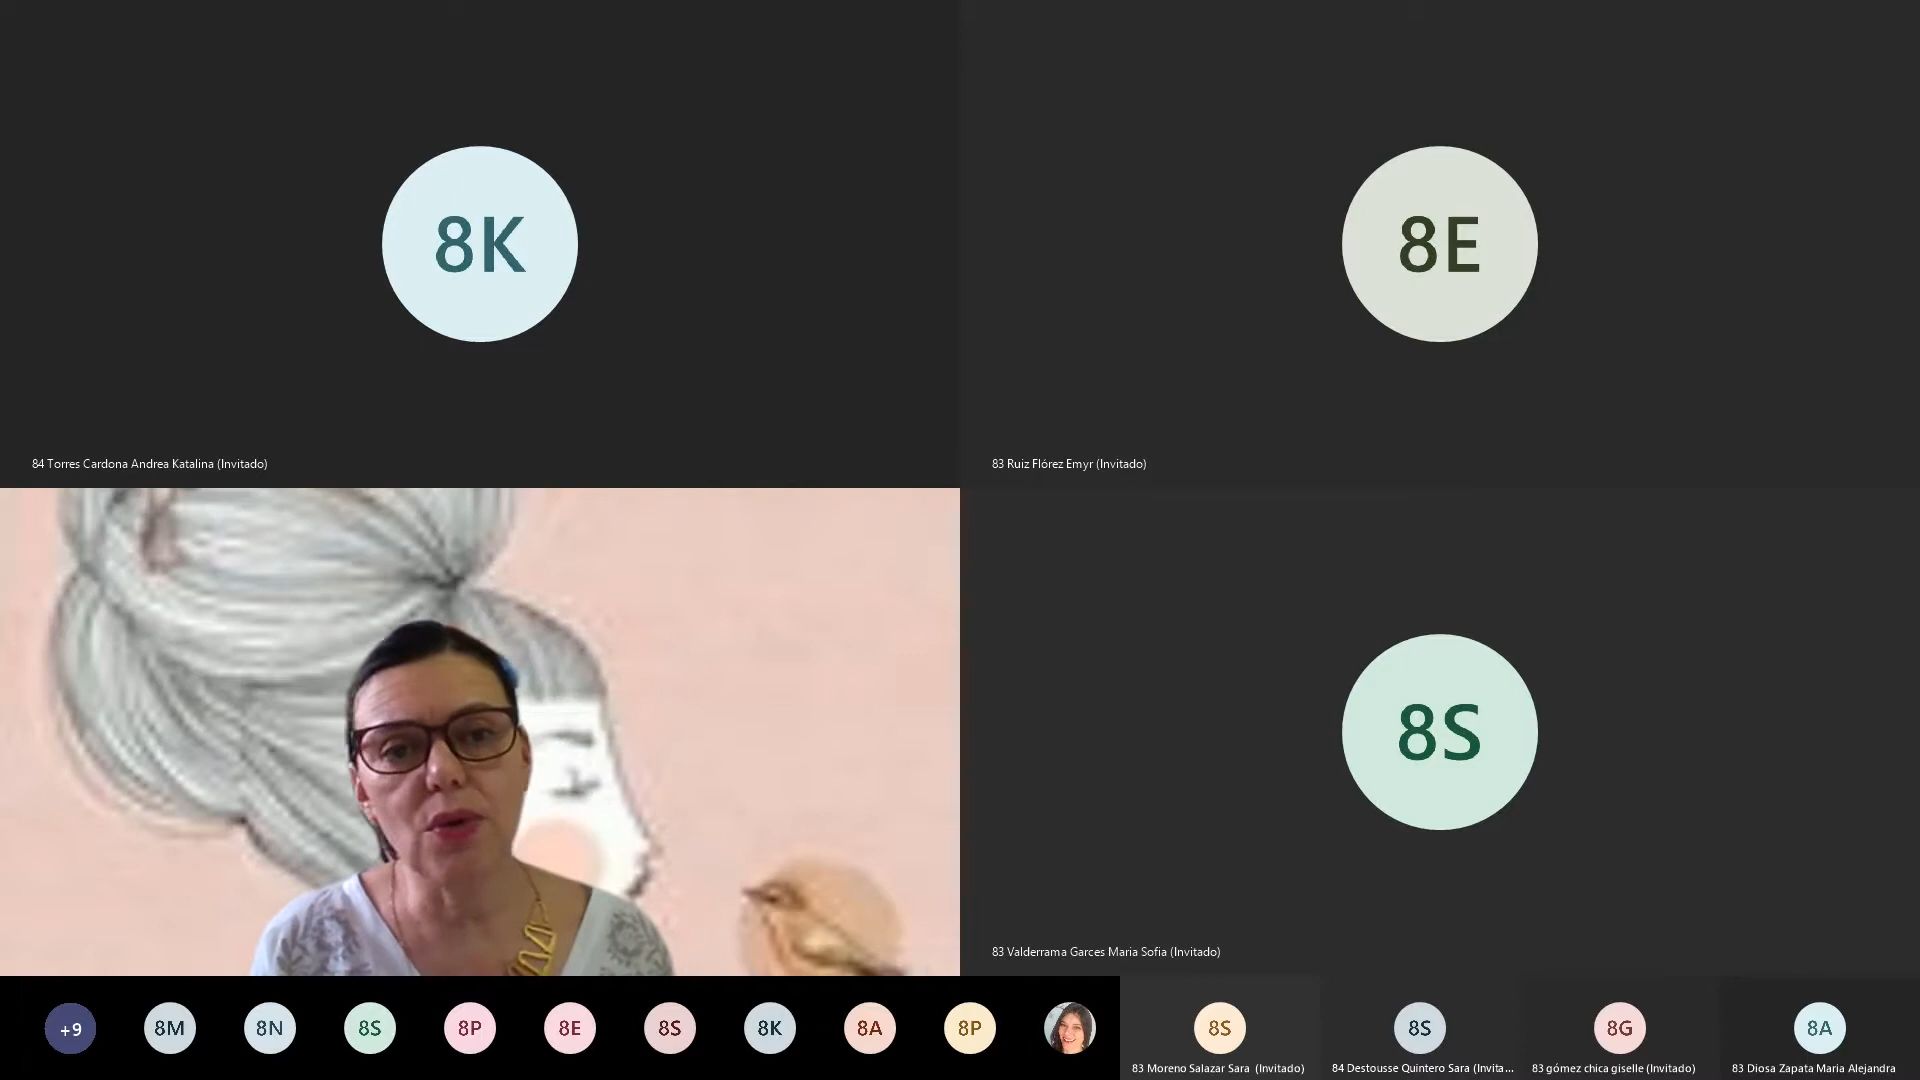 8K
84 Torres Cardona Andrea Katalina (Invitado)
8E
83 Ruiz Flórez Emyr (Invitado)
8S
83 Valderrama Garces Maria Sofia (Invitado)
+9
8M
8N
8S
8P
8E
8S
8K
8A
8P
8S
83 Moreno Salazar Sara (Invitado)
8S
84 Destousse Quintero Sara (Invita...
8G
83 gómez chica giselle (Invitado)
8A
83 Diosa Zapata Maria Alejandra